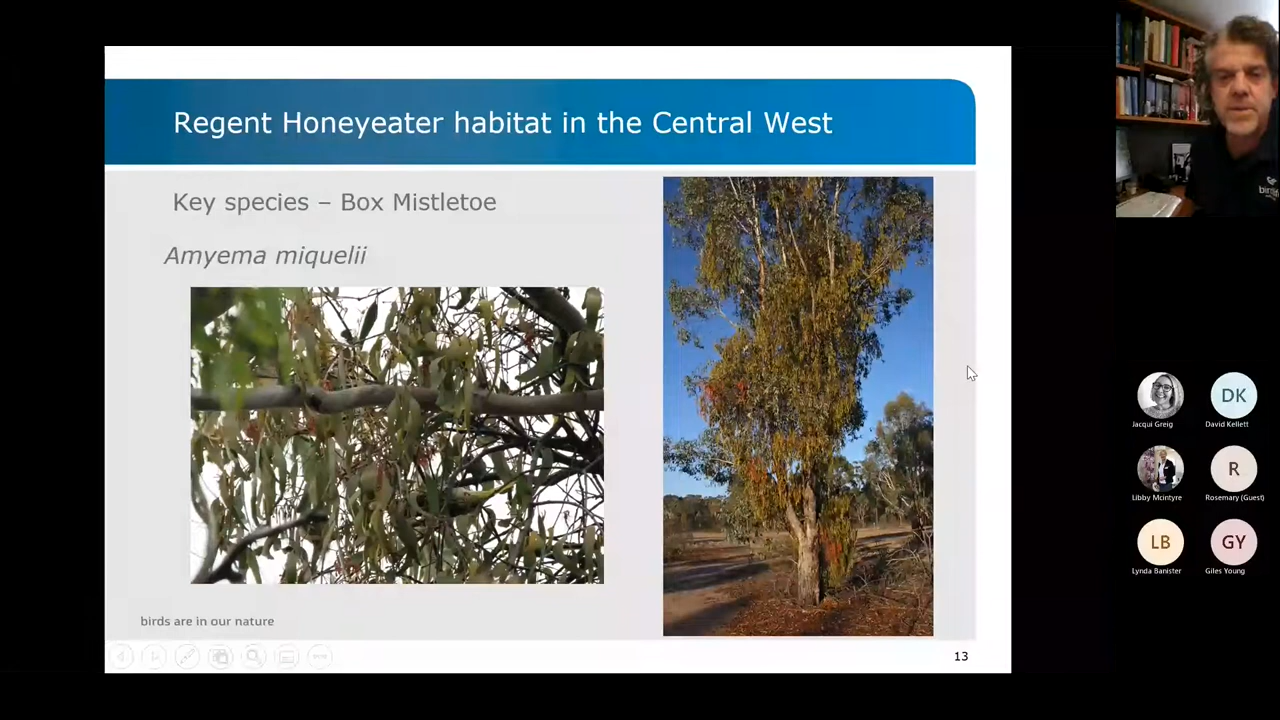 Regent Honeyeater habitat in the Central West
Key species – Box Mistletoe
Amyema miquelii
birds are in our nature
13
Jacqui Greig
DK
David Kellett
Libby Mcintyre
R
Rosemary (Guest)
LB
Lynda Banister
GY
Giles Young